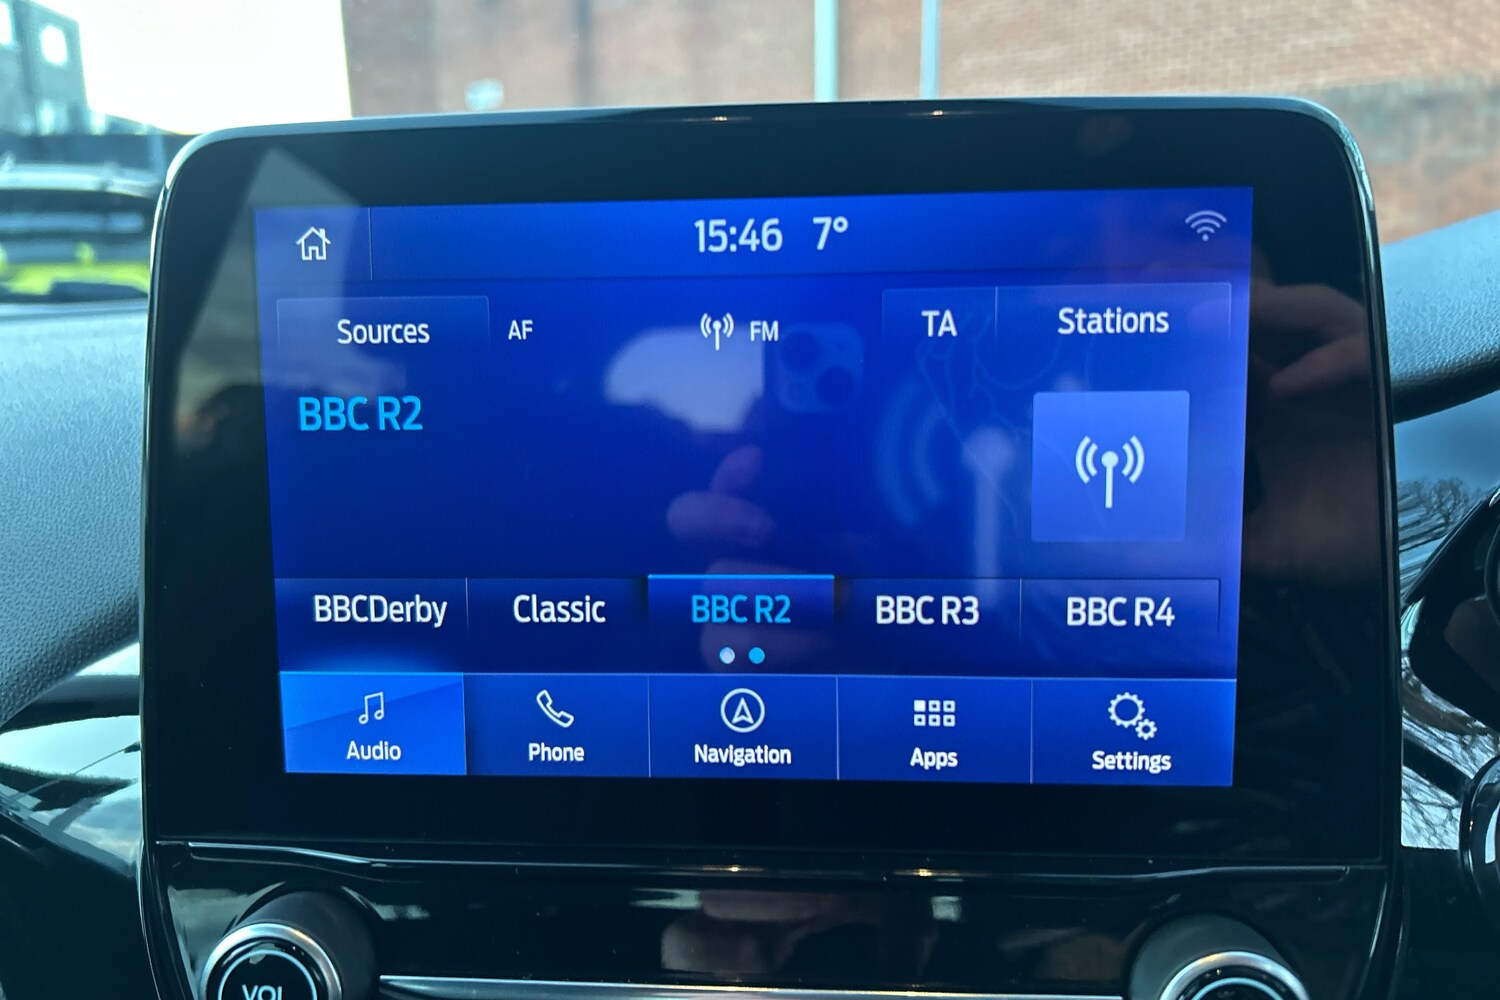 15:46 7°
Sources AF FM TA Stations
BBC R2
BBCDerby Classic BBC R2 BBC R3 BBC R4
Audio Phone Navigation Apps Settings
VOL